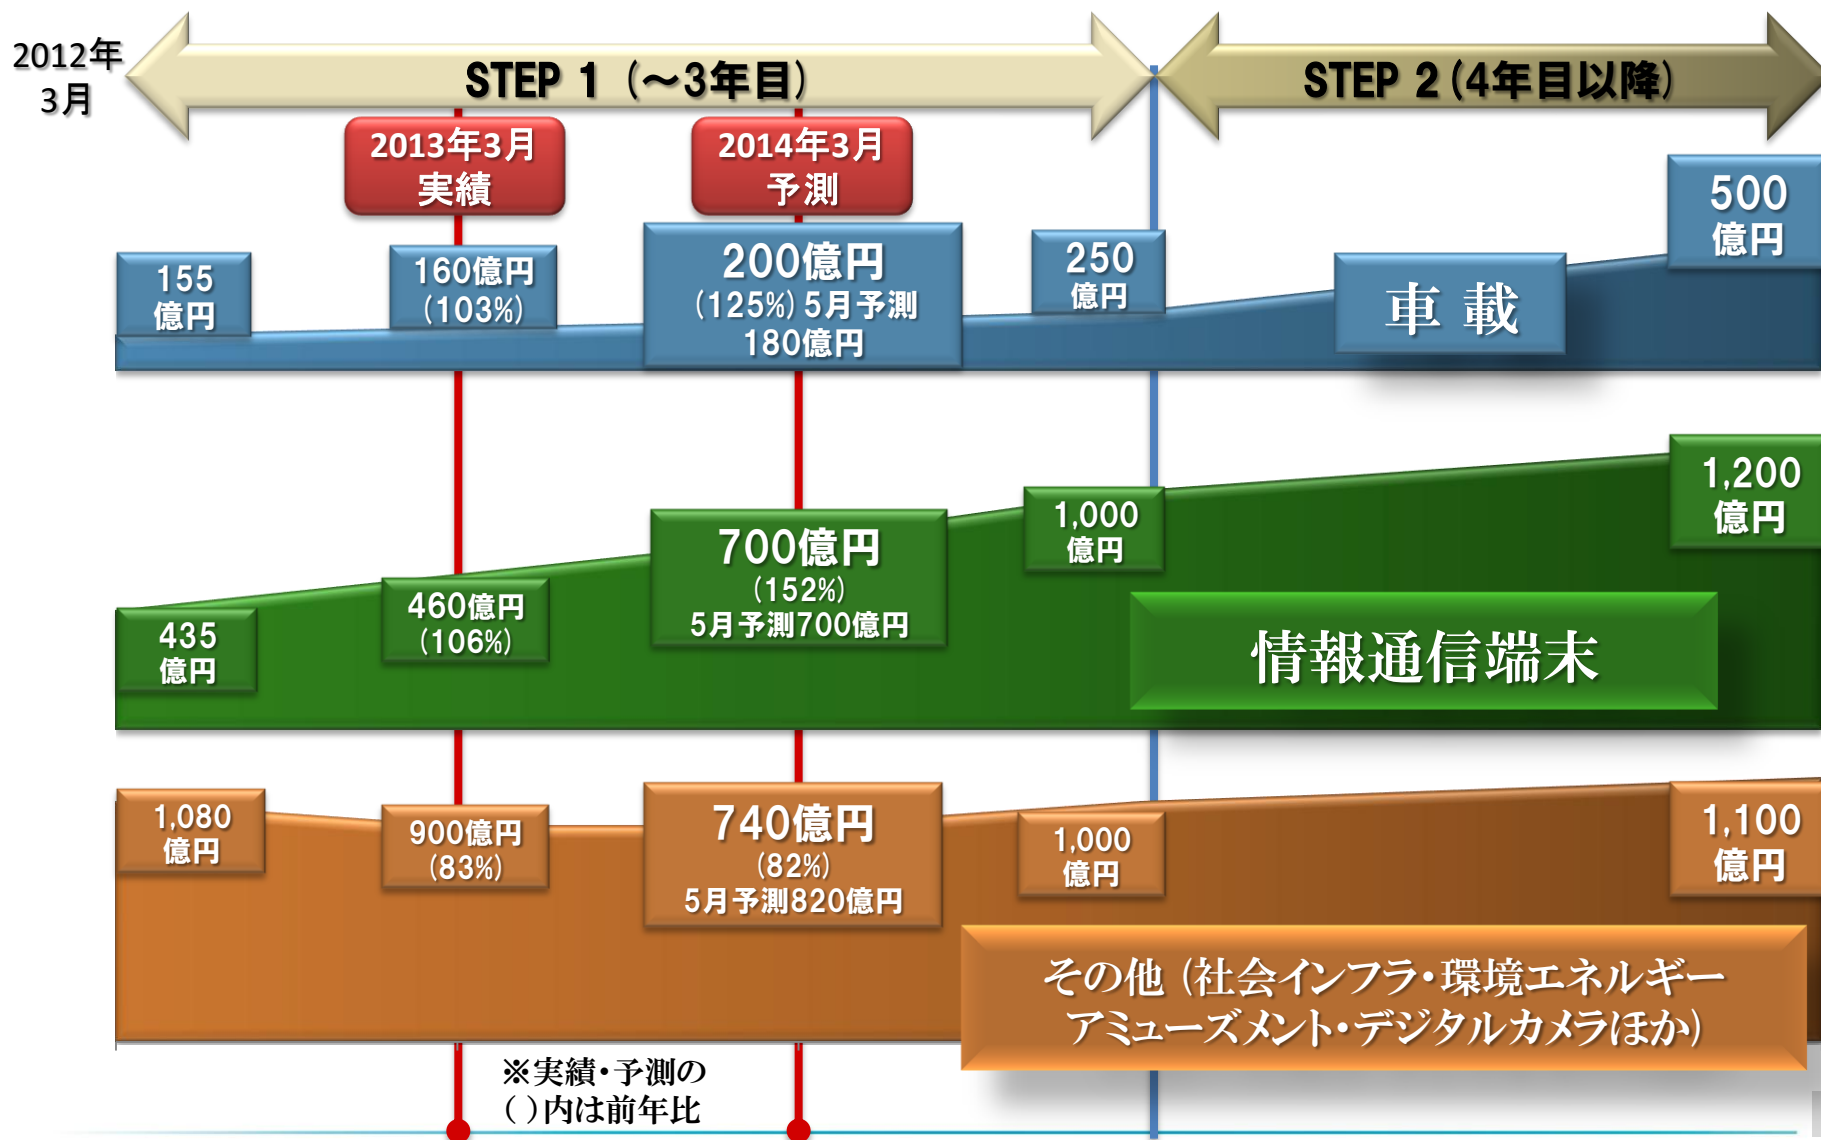 2012年
3月
STEP 1 (～3年目)
STEP 2(4年目以降)
2013年3月
実績
2014年3月
予測
155
億円
160億円
(103%)
200億円
(125%)5月予測
180億円
250
億円
車 載
500
億円
435
億円
460億円
(106%)
700億円
(152%)
5月予測700億円
1,000
億円
1,200
億円
情報通信端末
1,080
億円
900億円
(83%)
740億円
(82%)
5月予測820億円
1,000
億円
1,100
億円
その他 (社会インフラ・環境エネルギー
アミューズメント・デジタルカメラほか)
※実績・予測の
( )内は前年比